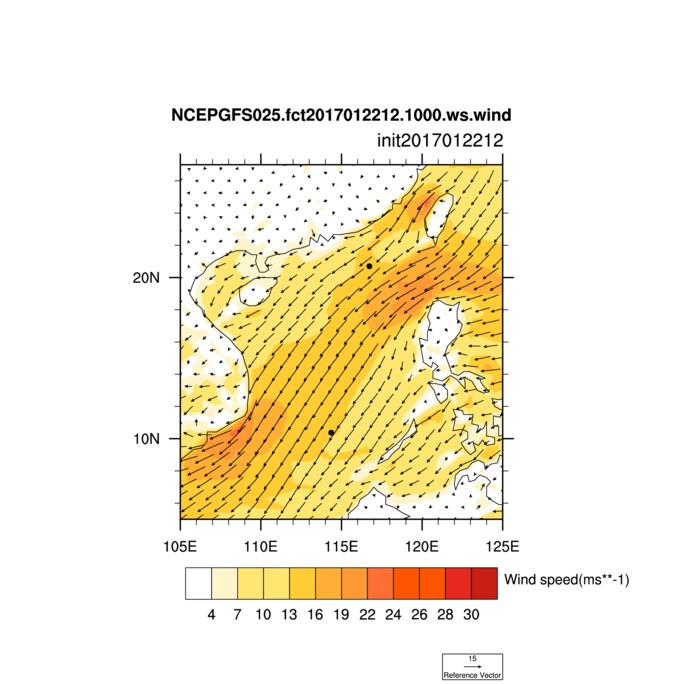 NCEPGFS025.fct2017012212.1000.ws.wind
init2017012212
20N
10N
105E 110E 115E 120E 125E
Wind speed(ms**-1)
4 7 10 13 16 19 22 24 26 28 30
15
Reference Vector